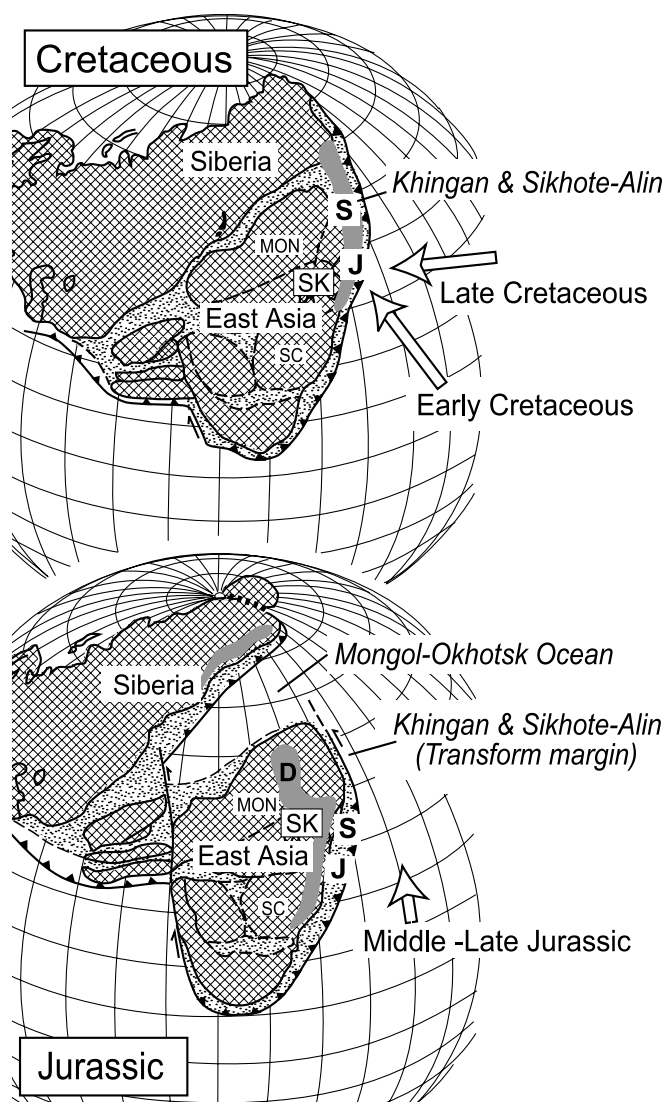 Cretaceous
Siberia
Khingan & Sikhote-Alin
S
MON
J
SK
Late Cretaceous
East Asia
SC
Early Cretaceous
Mongol-Okhotsk Ocean
Siberia
Khingan & Sikhote-Alin
(Transform margin)
D
MON
SK
S
East Asia
J
SC
Middle -Late Jurassic
Jurassic